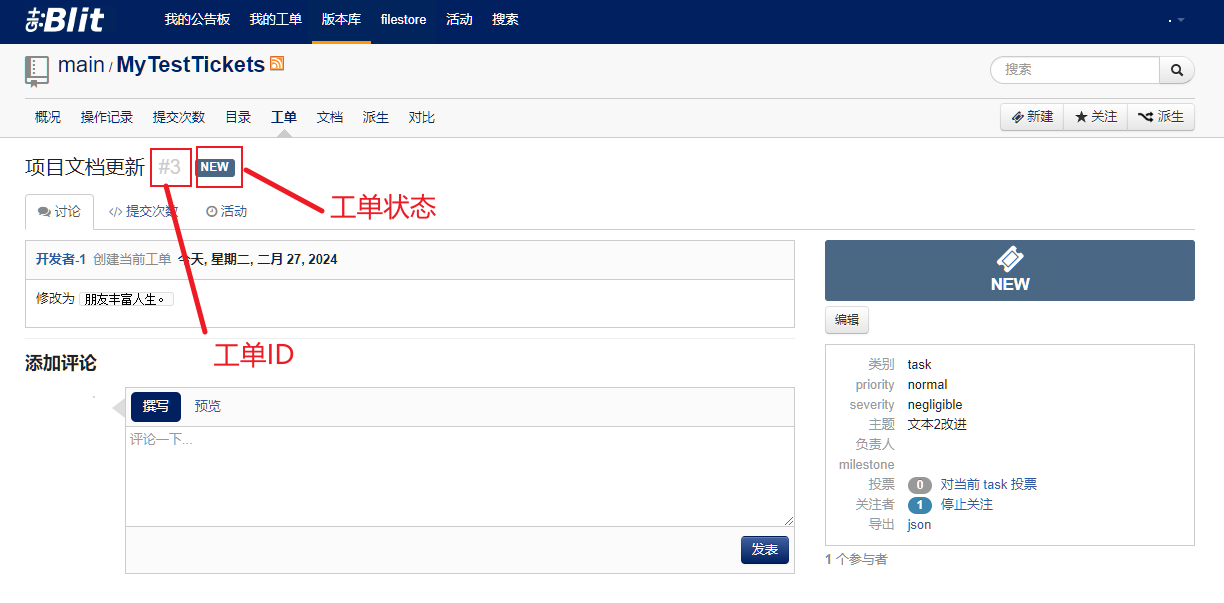 Blit 我的公告板 我的工单 版本库 filestore 活动 搜索
main / MyTestTickets 搜索
概况 操作记录 提交次数 目录 工单 文档 派生 对比 新建 关注 派生
项目文档更新 #3 NEW
工单状态
讨论 提交次数 活动
开发者-1 创建当前工单 今天, 星期二, 二月 27, 2024
修改为 朋友丰富人生。
NEW
编辑
工单ID
添加评论
撰写 预览
评论一下...
发表
类别 task
priority normal
severity negligible
主题 文本2改进
负责人
milestone
投票 0 对当前 task 投票
关注者 1 停止关注
导出 json
1 个参与者